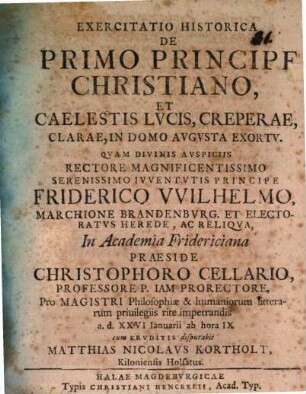 EXERCITATIO HISTORICA
DE
PRIMO PRINCIPE
CHRISTIANO,
ET
CAELESTIS LVCIS, CREPERAE,
CLARAE, IN DOMO AVGVSTA EXORTV.
QVAM DIVINIS AVSPICIIS
RECTORE MAGNIFICENTISSIMO
SERENISSIMO IVVENTVTIS PRINCIPE
FRIDERICO VVILHELMO,
MARCHIONE BRANDENBVRG. ET ELECTO-
RATVS HEREDE, AC RELIQVA,
In Academia Fridericiana
PRAESIDE
CHRISTOPHORO CELLARIO,
PROFESSORE P. IAM PRORECTORE,
Pro MAGISTRI Philosophiæ & humaniorum litterarum
priuilegiis rite impetrandis
a. d. XXVI Ianuarii ab hora IX
cum ERVDITIS disputabit
MATTHIAS NICOLAVS KORTHOLT,
Kiloniensis Holsatus.
HALAE MAGDEBVRGICAE
Typis CHRISTIANI HENCKELII, Acad. Typ.